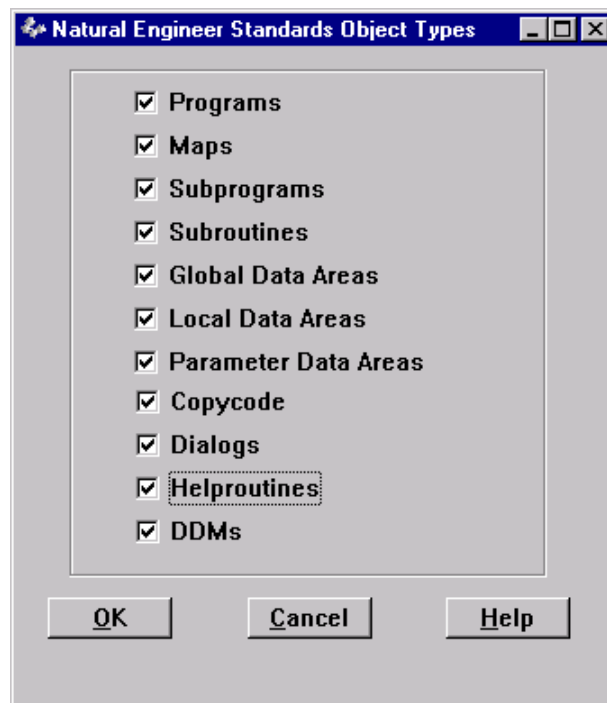 Natural Engineer Standards Object Types
Programs
Maps
Subprograms
Subroutines
Global Data Areas
Local Data Areas
Parameter Data Areas
Copycode
Dialogs
Helproutines
DDMs
OK Cancel Help